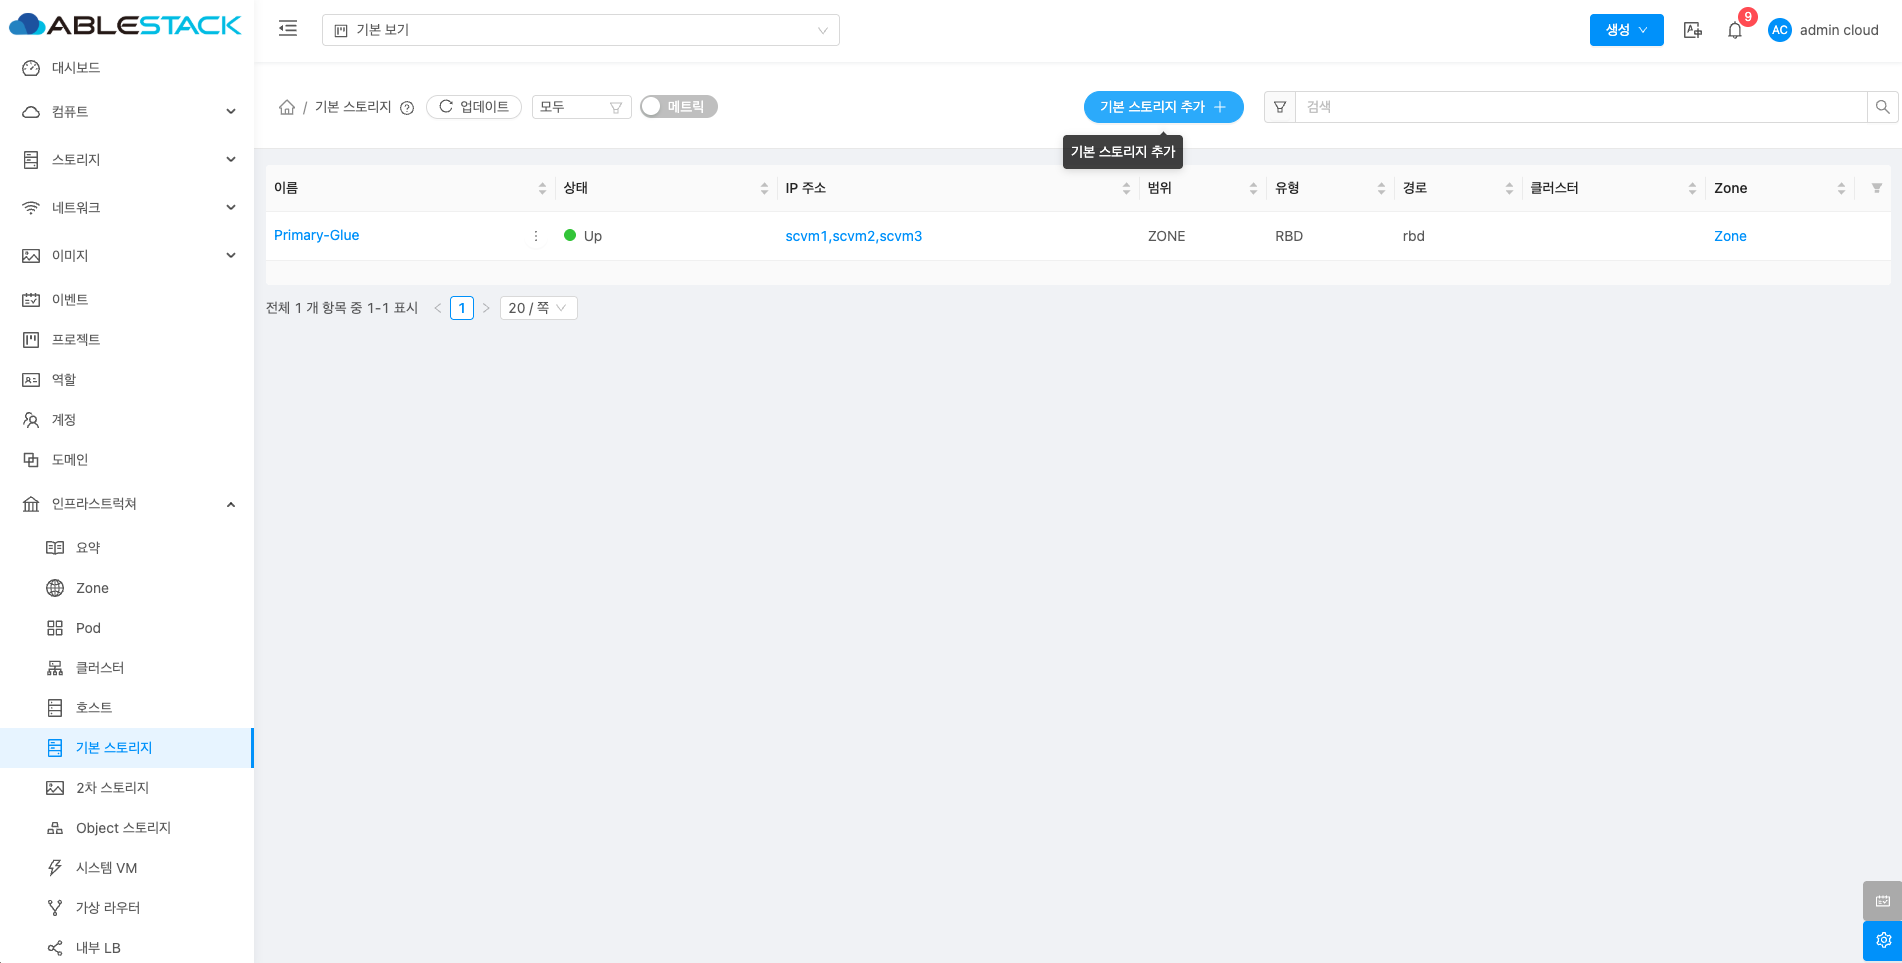 ABLESTACK
기본 보기
생성
9
AC
admin cloud
대시보드
컴퓨트
스토리지
네트워크
이미지
이벤트
프로젝트
역할
계정
도메인
인프라스트럭쳐
요약
Zone
Pod
클러스터
호스트
기본 스토리지
2차 스토리지
Object 스토리지
시스템 VM
가상 라우터
내부 LB
/ 기본 스토리지
업데이트
모두
메트릭
기본 스토리지 추가
검색
기본 스토리지 추가
이름 상태 IP 주소 범위 유형 경로 클러스터 Zone
Primary-Glue Up scvm1,scvm2,scvm3 ZONE RBD rbd Zone
전체 1 개 항목 중 1-1 표시 < 1 > 20 / 쪽